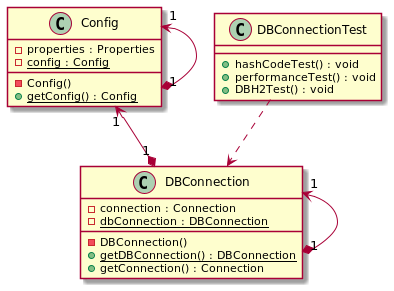 C Config
properties : Properties
config : Config
Config()
getConfig() : Config
1
1
C DBConnectionTest
hashCodeTest() : void
performanceTest() : void
DBH2Test() : void
1
1
C DBConnection
connection : Connection
dbConnection : DBConnection
DBConnection()
getDBConnection() : DBConnection
getConnection() : Connection
1
1